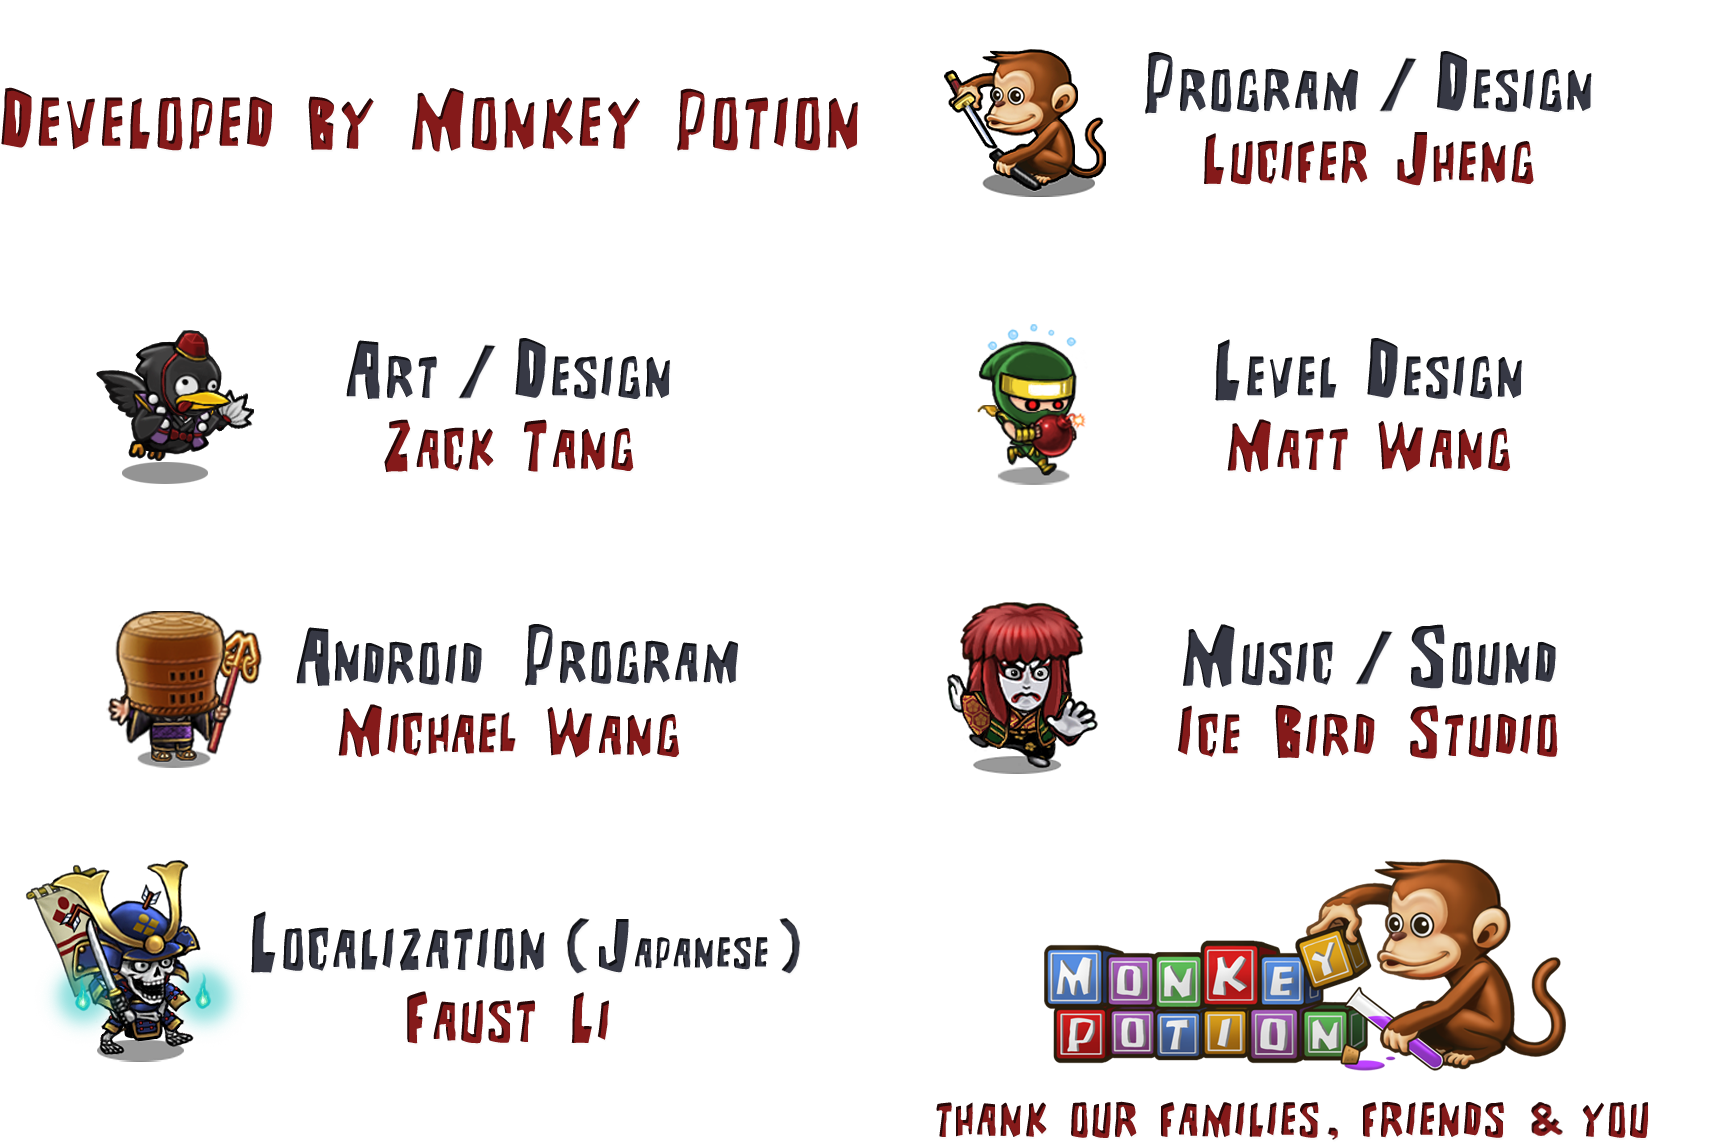 Developed by Monkey Potion
Program / Design
Lucifer Jheng
Art / Design
Zack Tang
Level Design
Matt Wang
Android Program
Michael Wang
Music / Sound
Ice Bird Studio
Localization (Japanese)
Faust Li
MONKEY
POTION
THANK OUR FAMILIES, FRIENDS & YOU